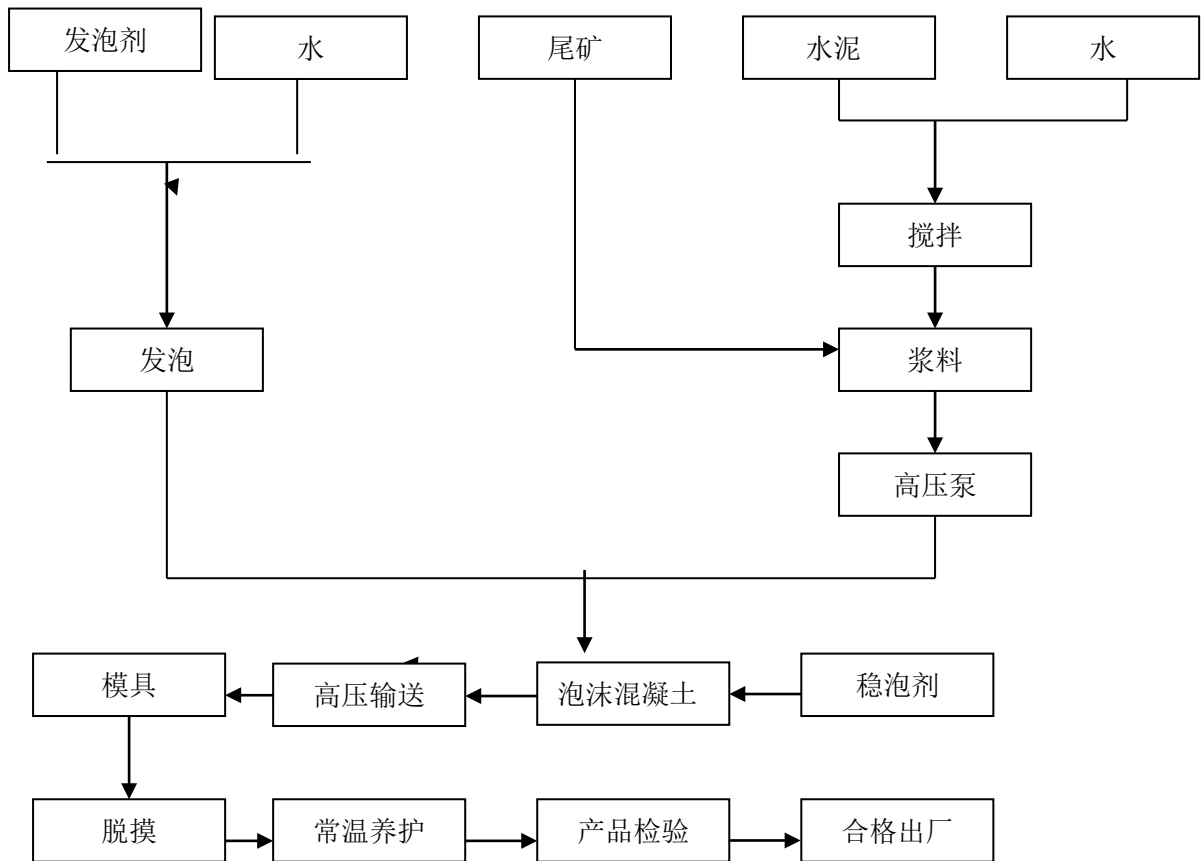 发泡剂
水
尾矿
水泥
水
搅拌
发泡
浆料
高压泵
模具
高压输送
泡沫混凝土
稳泡剂
脱摸
常温养护
产品检验
合格出厂